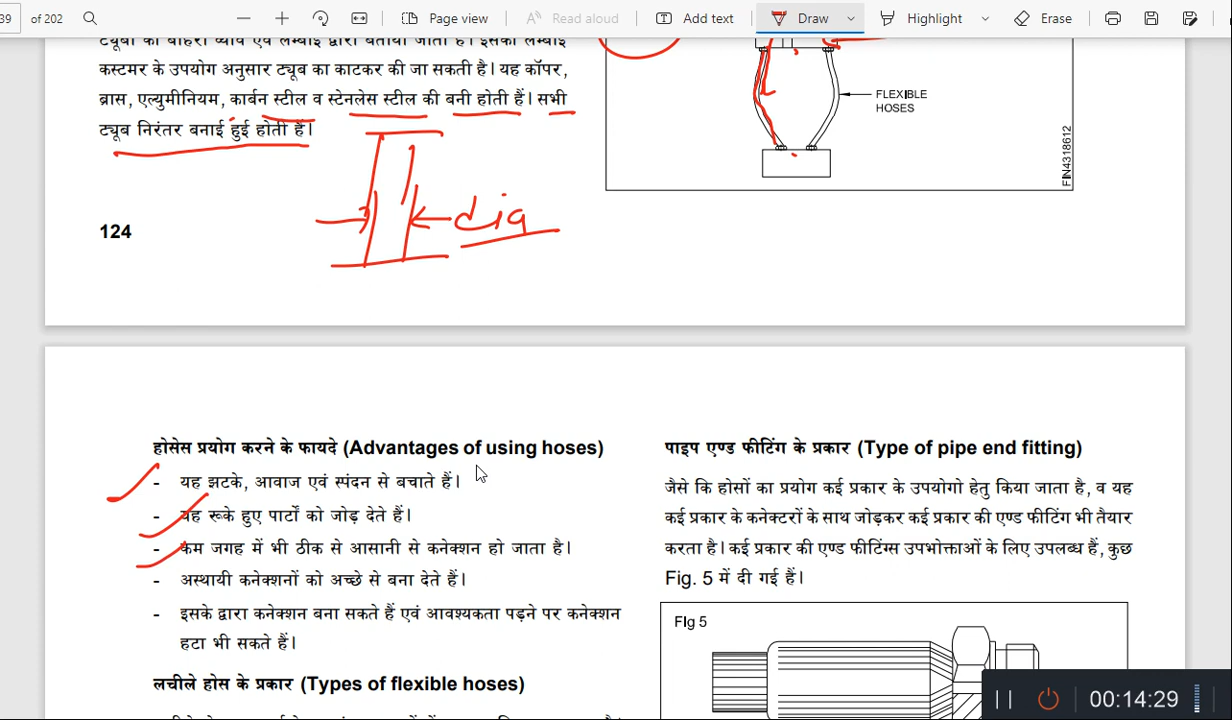 39 of 202 Page view Read aloud Add text Draw Highlight Erase
ट्यूबों का बाहरी व्यास एवं लम्बाई द्वारा बताया जाता है। इसकी लम्बाई
कस्टमर के उपयोग अनुसार ट्यूब का काटकर की जा सकती है। यह कॉपर,
ब्रास, एल्युमीनियम, कार्बन स्टील व स्टेनलेस स्टील की बनी होती हैं। सभी
ट्यूब निरंतर बनाई हुई होती हैं।
dia
124
FLEXIBLE
HOSES
FIN4318612
होसेस प्रयोग करने के फायदे (Advantages of using hoses)
- यह झटके, आवाज एवं स्पंदन से बचाते हैं।
- यह रूके हुए पार्टों को जोड़ देते हैं।
- कम जगह में भी ठीक से आसानी से कनेक्शन हो जाता है।
- अस्थायी कनेक्शनों को अच्छे से बना देते हैं।
- इसके द्वारा कनेक्शन बना सकते हैं एवं आवश्यकता पड़ने पर कनेक्शन
हटा भी सकते हैं।
लचीले होस के प्रकार (Types of flexible hoses)
पाइप एण्ड फीटिंग के प्रकार (Type of pipe end fitting)
जैसे कि होसों का प्रयोग कई प्रकार के उपयोगो हेतु किया जाता है, व यह
कई प्रकार के कनेक्टरों के साथ जोड़कर कई प्रकार की एण्ड फीटिंग भी तैयार
करता है। कई प्रकार की एण्ड फीटिंग्स उपभोक्ताओं के लिए उपलब्ध हैं, कुछ
Fig. 5 में दी गई हैं।
Fig 5
00:14:29